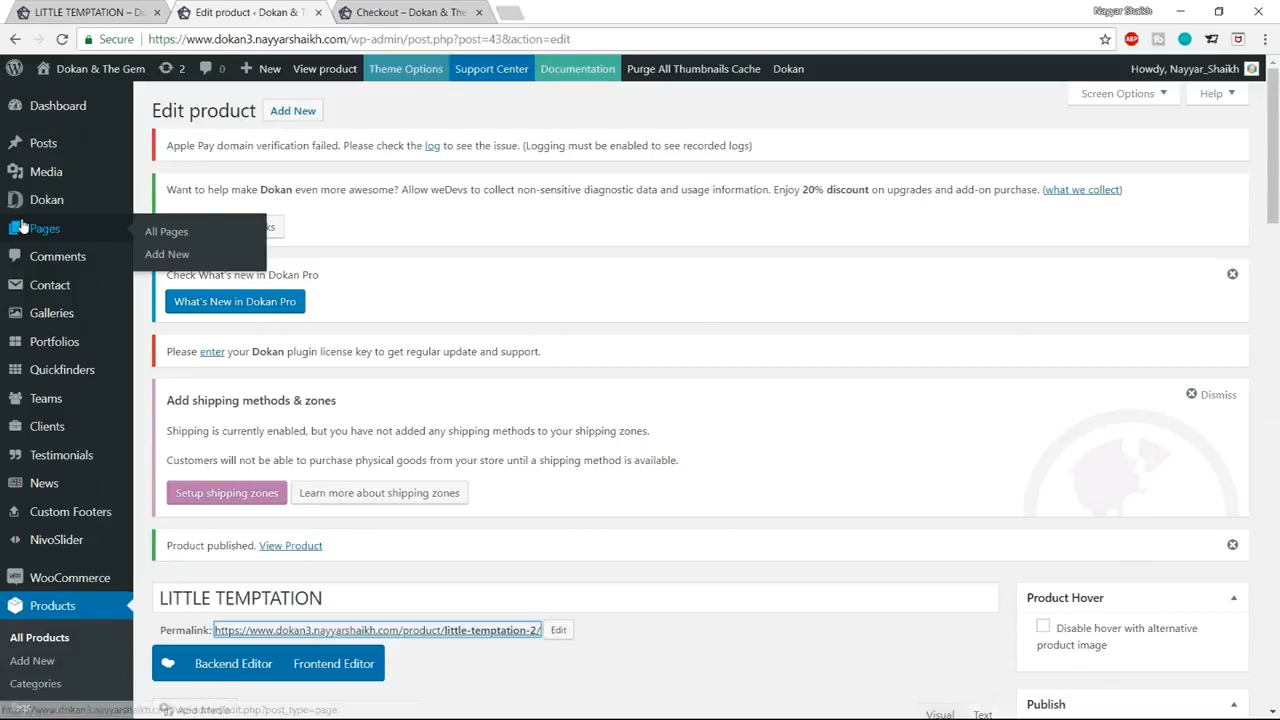 LITTLE TEMPTATION – Do
Edit product ‹ Dokan & T
Checkout – Dokan & The
Nayyar Shaikh
Secure
https://www.dokan3.nayyarshaikh.com/wp-admin/post.php?post=43&action=edit
Dokan & The Gem
2
0
New
View product
Theme Options
Support Center
Documentation
Purge All Thumbnails Cache
Dokan
Howdy, Nayyar_Shaikh
Dashboard
Posts
Media
Dokan
Pages
All Pages
Add New
Comments
Contact
Galleries
Portfolios
Quickfinders
Teams
Clients
Testimonials
News
Custom Footers
NivoSlider
WooCommerce
Products
All Products
Add New
Categories
Screen Options
Help
Edit product
Add New
Apple Pay domain verification failed. Please check the log to see the issue. (Logging must be enabled to see recorded logs)
Want to help make Dokan even more awesome? Allow weDevs to collect non-sensitive diagnostic data and usage information. Enjoy 20% discount on upgrades and add-on purchase. (what we collect)
ks
Check What's new in Dokan Pro
What's New in Dokan Pro
Please enter your Dokan plugin license key to get regular update and support.
Add shipping methods & zones
Dismiss
Shipping is currently enabled, but you have not added any shipping methods to your shipping zones.
Customers will not be able to purchase physical goods from your store until a shipping method is available.
Setup shipping zones
Learn more about shipping zones
Product published. View Product
LITTLE TEMPTATION
Permalink: https://www.dokan3.nayyarshaikh.com/product/little-temptation-2/
Edit
Backend Editor
Frontend Editor
Visual
Text
Product Hover
Disable hover with alternative
product image
Publish